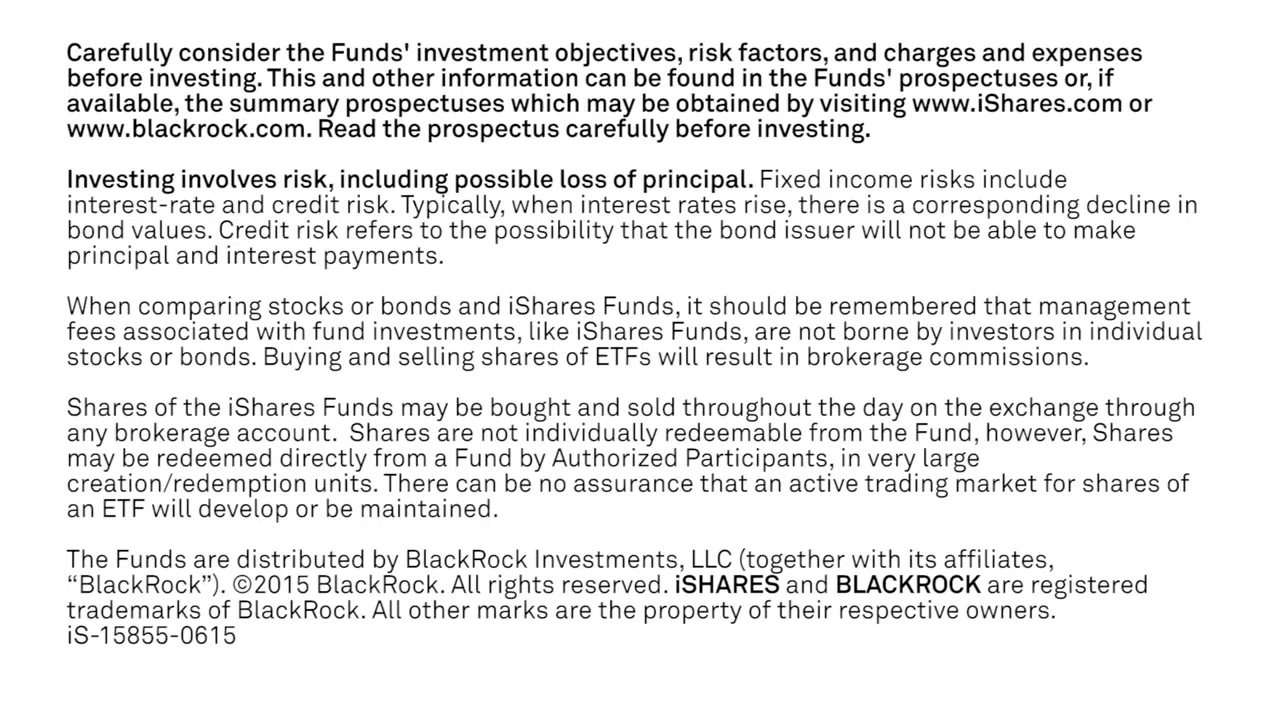 Carefully consider the Funds' investment objectives, risk factors, and charges and expenses
before investing. This and other information can be found in the Funds' prospectuses or, if
available, the summary prospectuses which may be obtained by visiting www.iShares.com or
www.blackrock.com. Read the prospectus carefully before investing.
Investing involves risk, including possible loss of principal. Fixed income risks include
interest-rate and credit risk. Typically, when interest rates rise, there is a corresponding decline in
bond values. Credit risk refers to the possibility that the bond issuer will not be able to make
principal and interest payments.
When comparing stocks or bonds and iShares Funds, it should be remembered that management
fees associated with fund investments, like iShares Funds, are not borne by investors in individual
stocks or bonds. Buying and selling shares of ETFs will result in brokerage commissions.
Shares of the iShares Funds may be bought and sold throughout the day on the exchange through
any brokerage account.  Shares are not individually redeemable from the Fund, however, Shares
may be redeemed directly from a Fund by Authorized Participants, in very large
creation/redemption units. There can be no assurance that an active trading market for shares of
an ETF will develop or be maintained.
The Funds are distributed by BlackRock Investments, LLC (together with its affiliates,
“BlackRock”). ©2015 BlackRock. All rights reserved. iSHARES and BLACKROCK are registered
trademarks of BlackRock. All other marks are the property of their respective owners.
iS-15855-0615